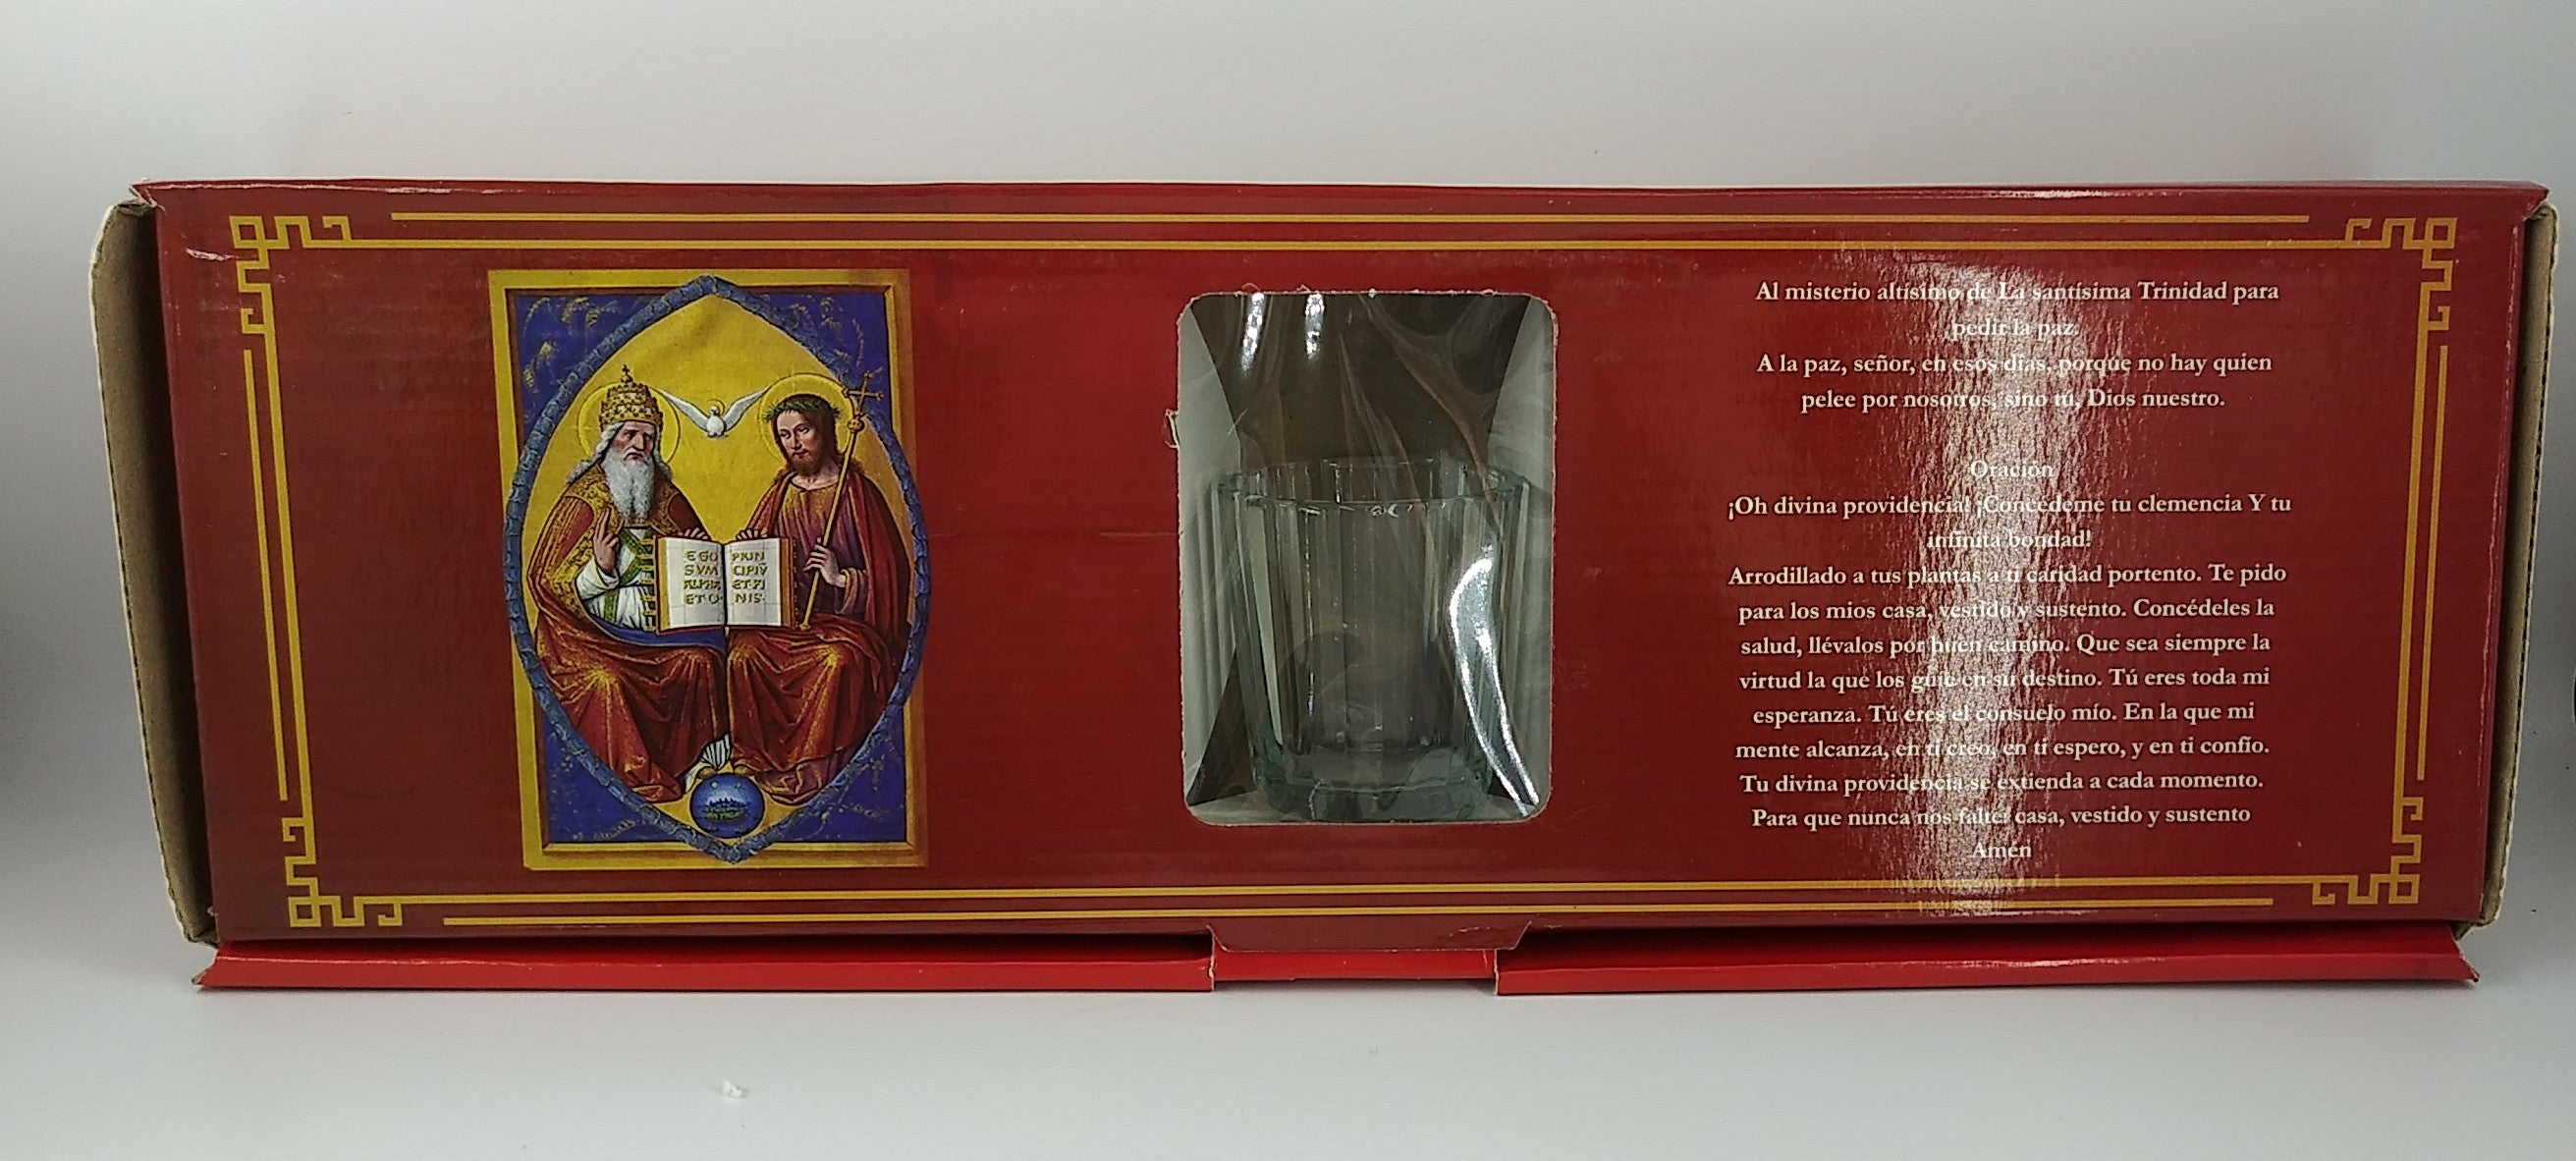 EGO
SVM
ALPHA
ET O·
PRIN
CIPIV̄
ET·FI
NIS·
Al misterio altísimo de La santísima Trinidad para
pedir la paz.
A la paz, señor, en esos días, porque no hay quien
pelee por nosotros, sino tu, Dios nuestro.
Oración
¡Oh divina providencia! ¡Concedeme tu clemencia Y tu
infinita bondad!
Arrodillado a tus plantas a ti caridad portento. Te pido
para los mios casa, vestido y sustento. Concédeles la
salud, llévalos por buen camino. Que sea siempre la
virtud la que los guíe en su destino. Tú eres toda mi
esperanza. Tú eres el consuelo mío. En la que mi
mente alcanza, en ti creo, en ti espero, y en ti confío.
Tu divina providencia se extienda a cada momento.
Para que nunca nos falte: casa, vestido y sustento
Amén